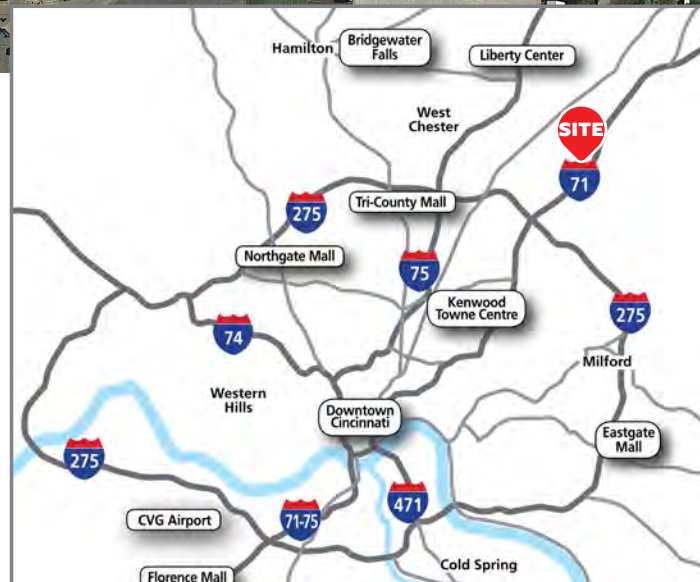 Hamilton
Bridgewater
Falls
Liberty Center
West
Chester
SITE
71
275
Tri-County Mall
Northgate Mall
75
Kenwood
Towne Centre
275
74
Milford
Western
Hills
Downtown
Cincinnati
Eastgate
Mall
275
471
71-75
CVG Airport
Cold Spring
Florence Mall